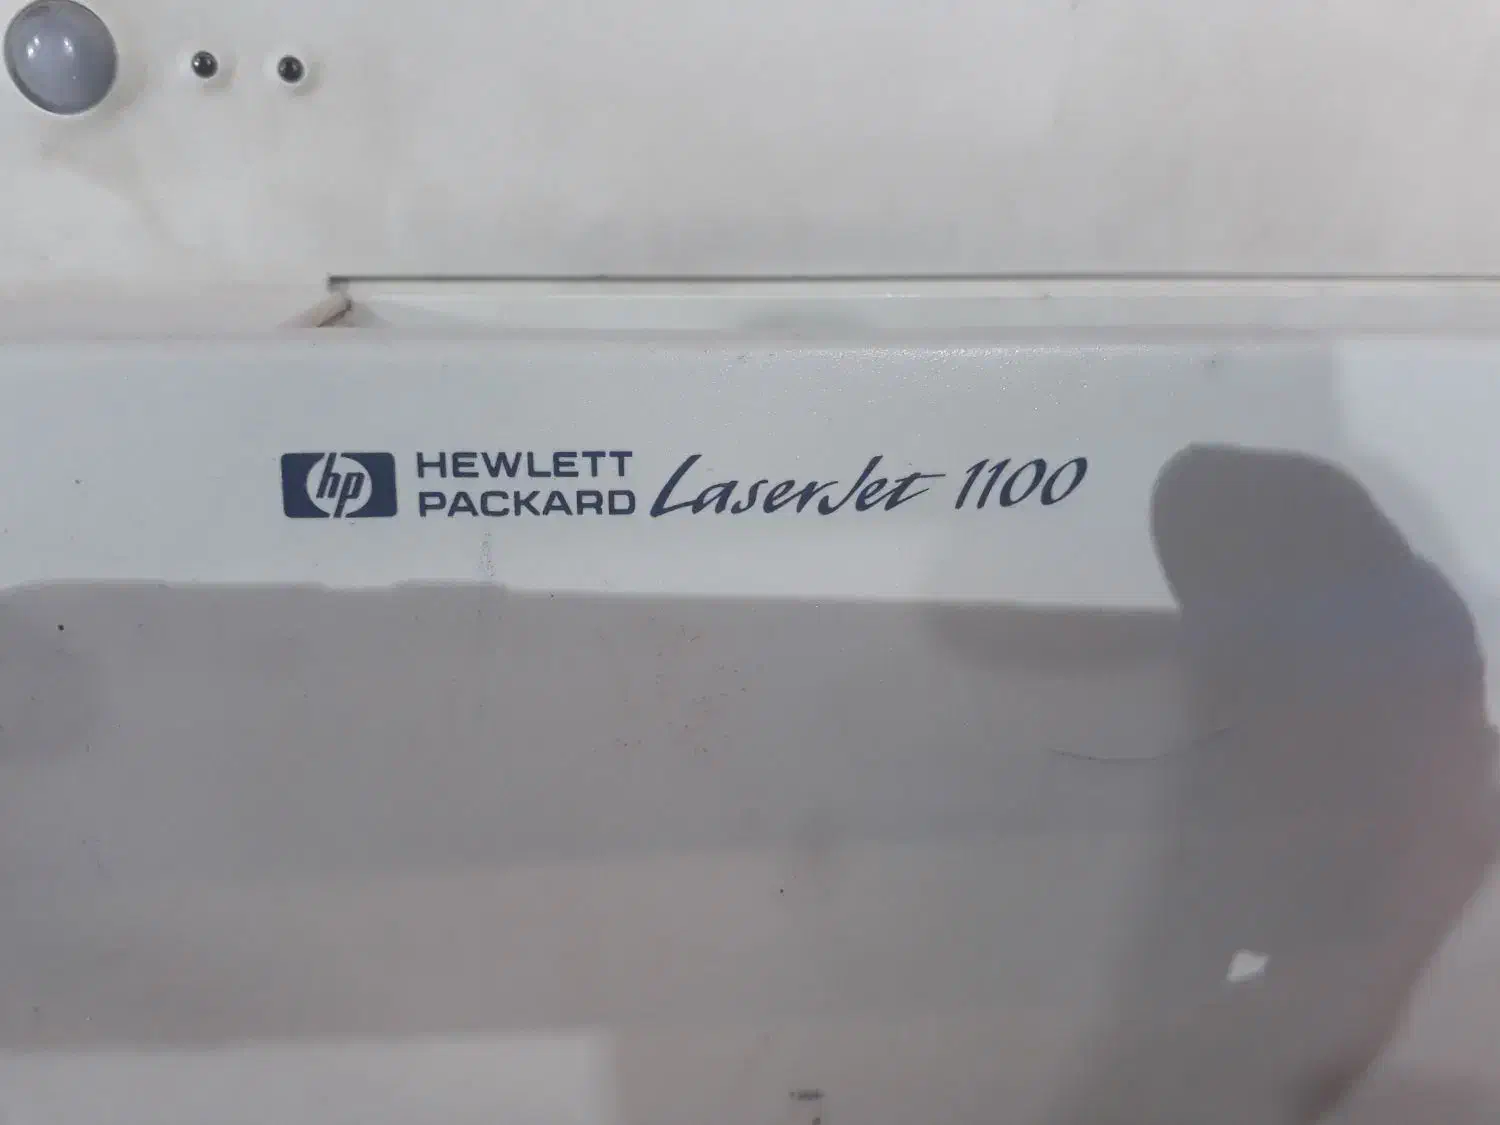 hp HEWLETT
PACKARD LaserJet 1100